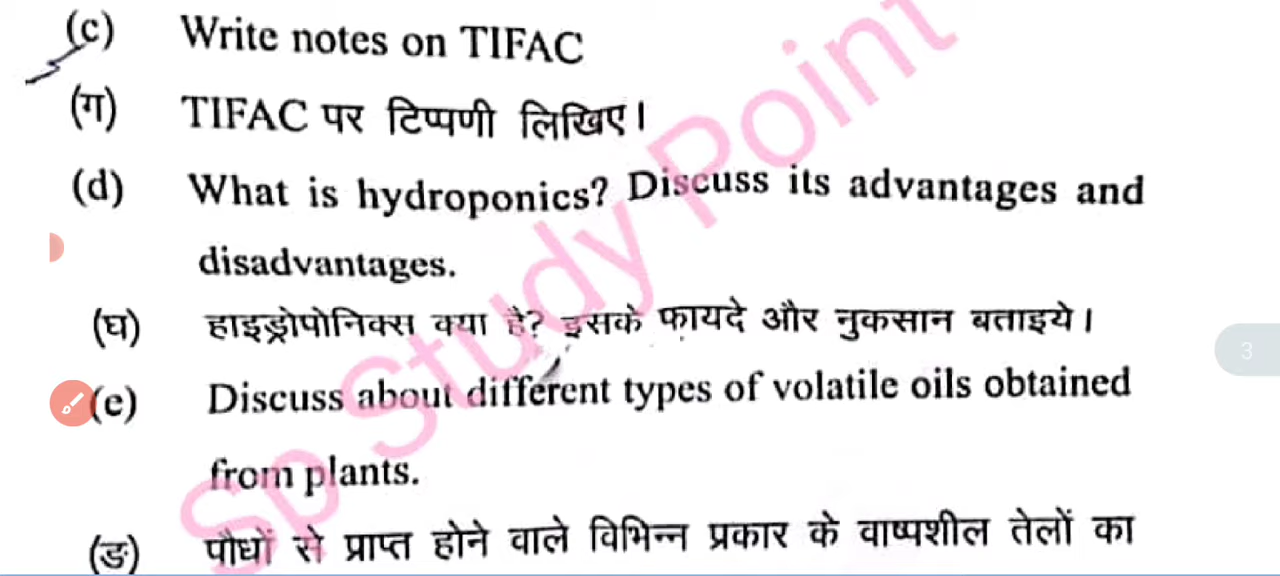 (c) Write notes on TIFAC
(ग) TIFAC पर टिप्पणी लिखिए।
(d) What is hydroponics? Discuss its advantages and
disadvantages.
(घ) हाइड्रोपोनिक्स क्या है? इसके फायदे और नुकसान बताइये।
3
(e) Discuss about different types of volatile oils obtained
from plants.
(ङ) पौधों से प्राप्त होने वाले विभिन्न प्रकार के वाष्पशील तेलों का
Sp Study Point